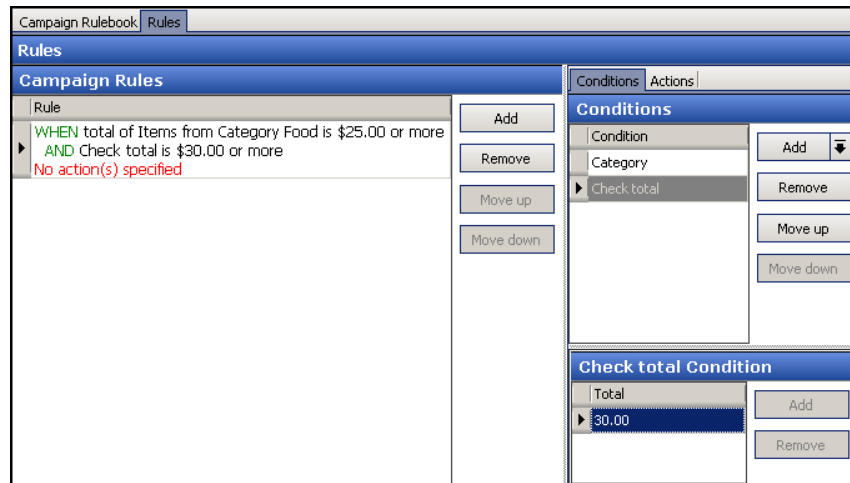 Campaign Rulebook Rules
Rules
Campaign Rules
Rule
WHEN total of Items from Category Food is $25.00 or more
AND Check total is $30.00 or more
No action(s) specified
Add
Remove
Move up
Move down
Conditions Actions
Conditions
Condition
Category
Check total
Add
Remove
Move up
Move down
Check total Condition
Total
30.00
Add
Remove